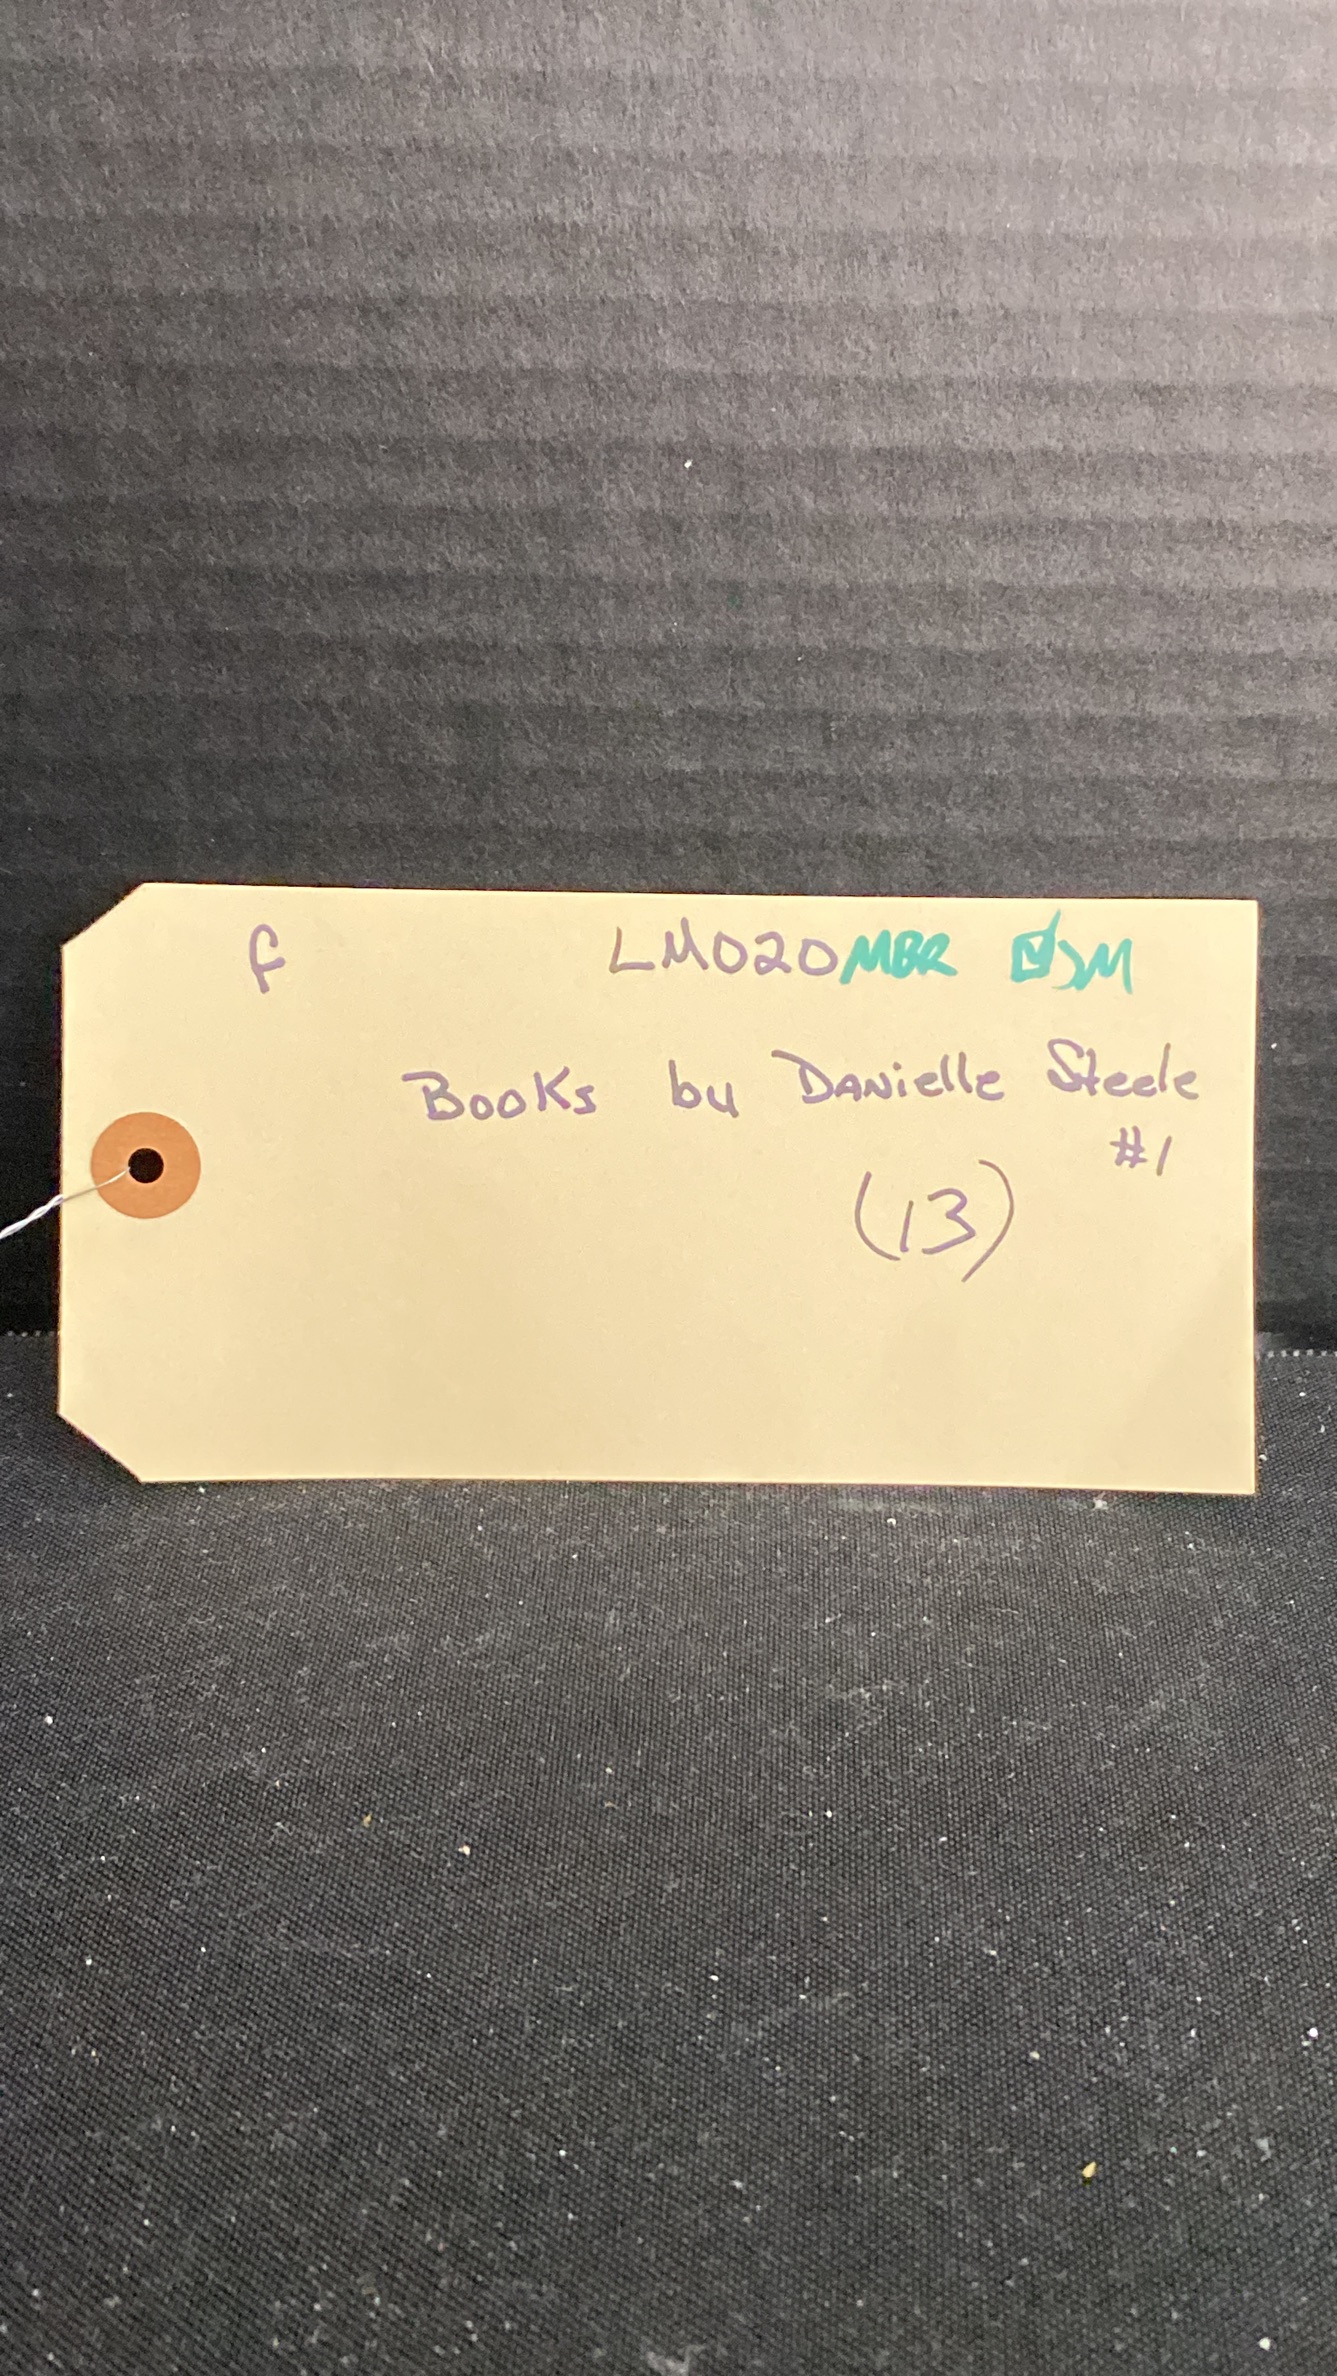 f LM020MBR ☑JM
Books by Danielle Steele
#1
(13)